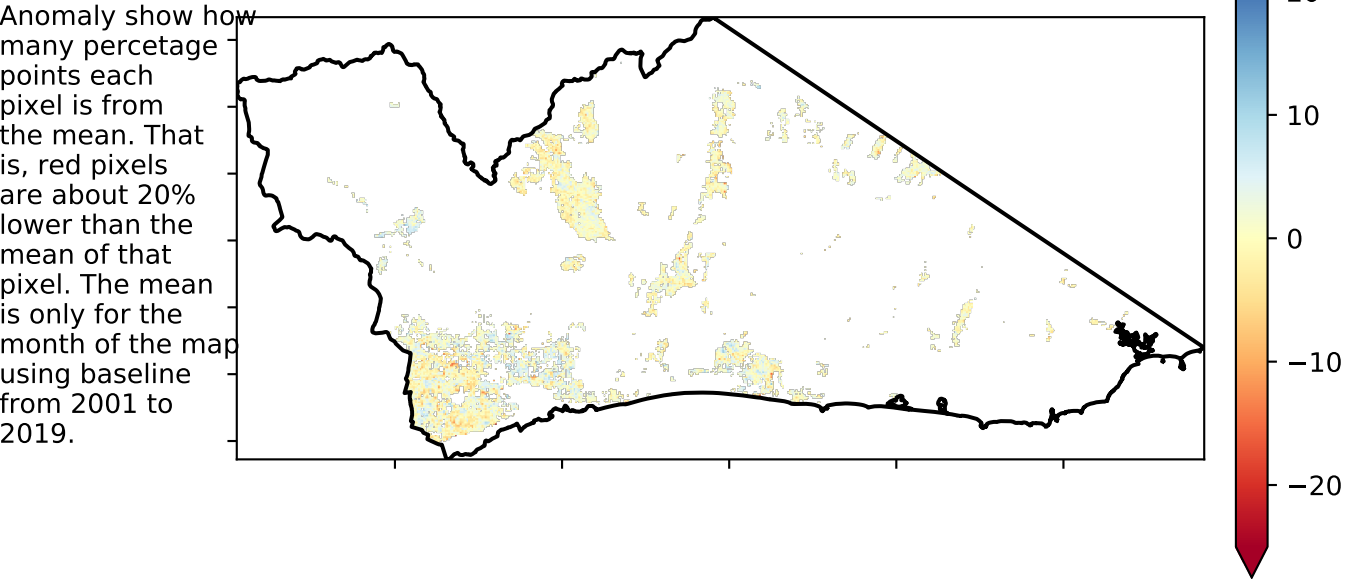 Anomaly show how
many percetage
points each
pixel is from
the mean. That
is, red pixels
are about 20%
lower than the
mean of that
pixel. The mean
is only for the
month of the map
using baseline
from 2001 to
2019.
10
0
−10
−20